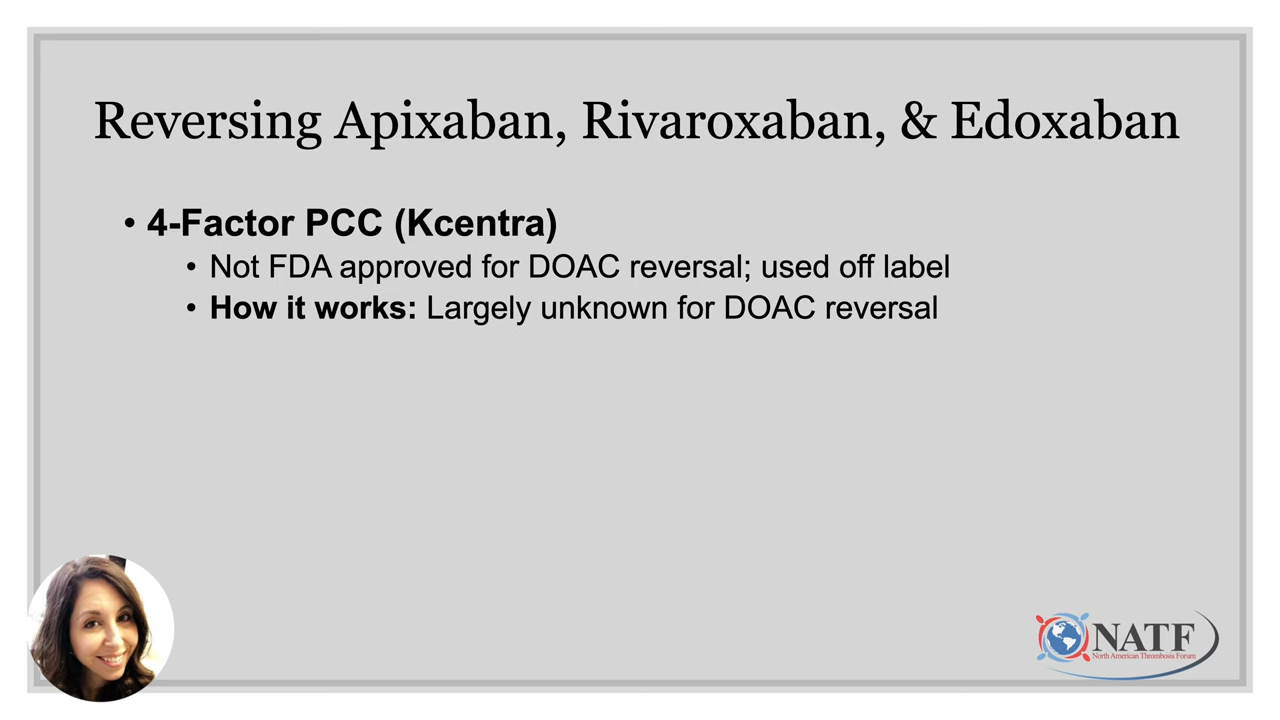 Reversing Apixaban, Rivaroxaban, & Edoxaban
• 4-Factor PCC (Kcentra)
• Not FDA approved for DOAC reversal; used off label
• How it works: Largely unknown for DOAC reversal
NATF
North American Thrombosis Forum